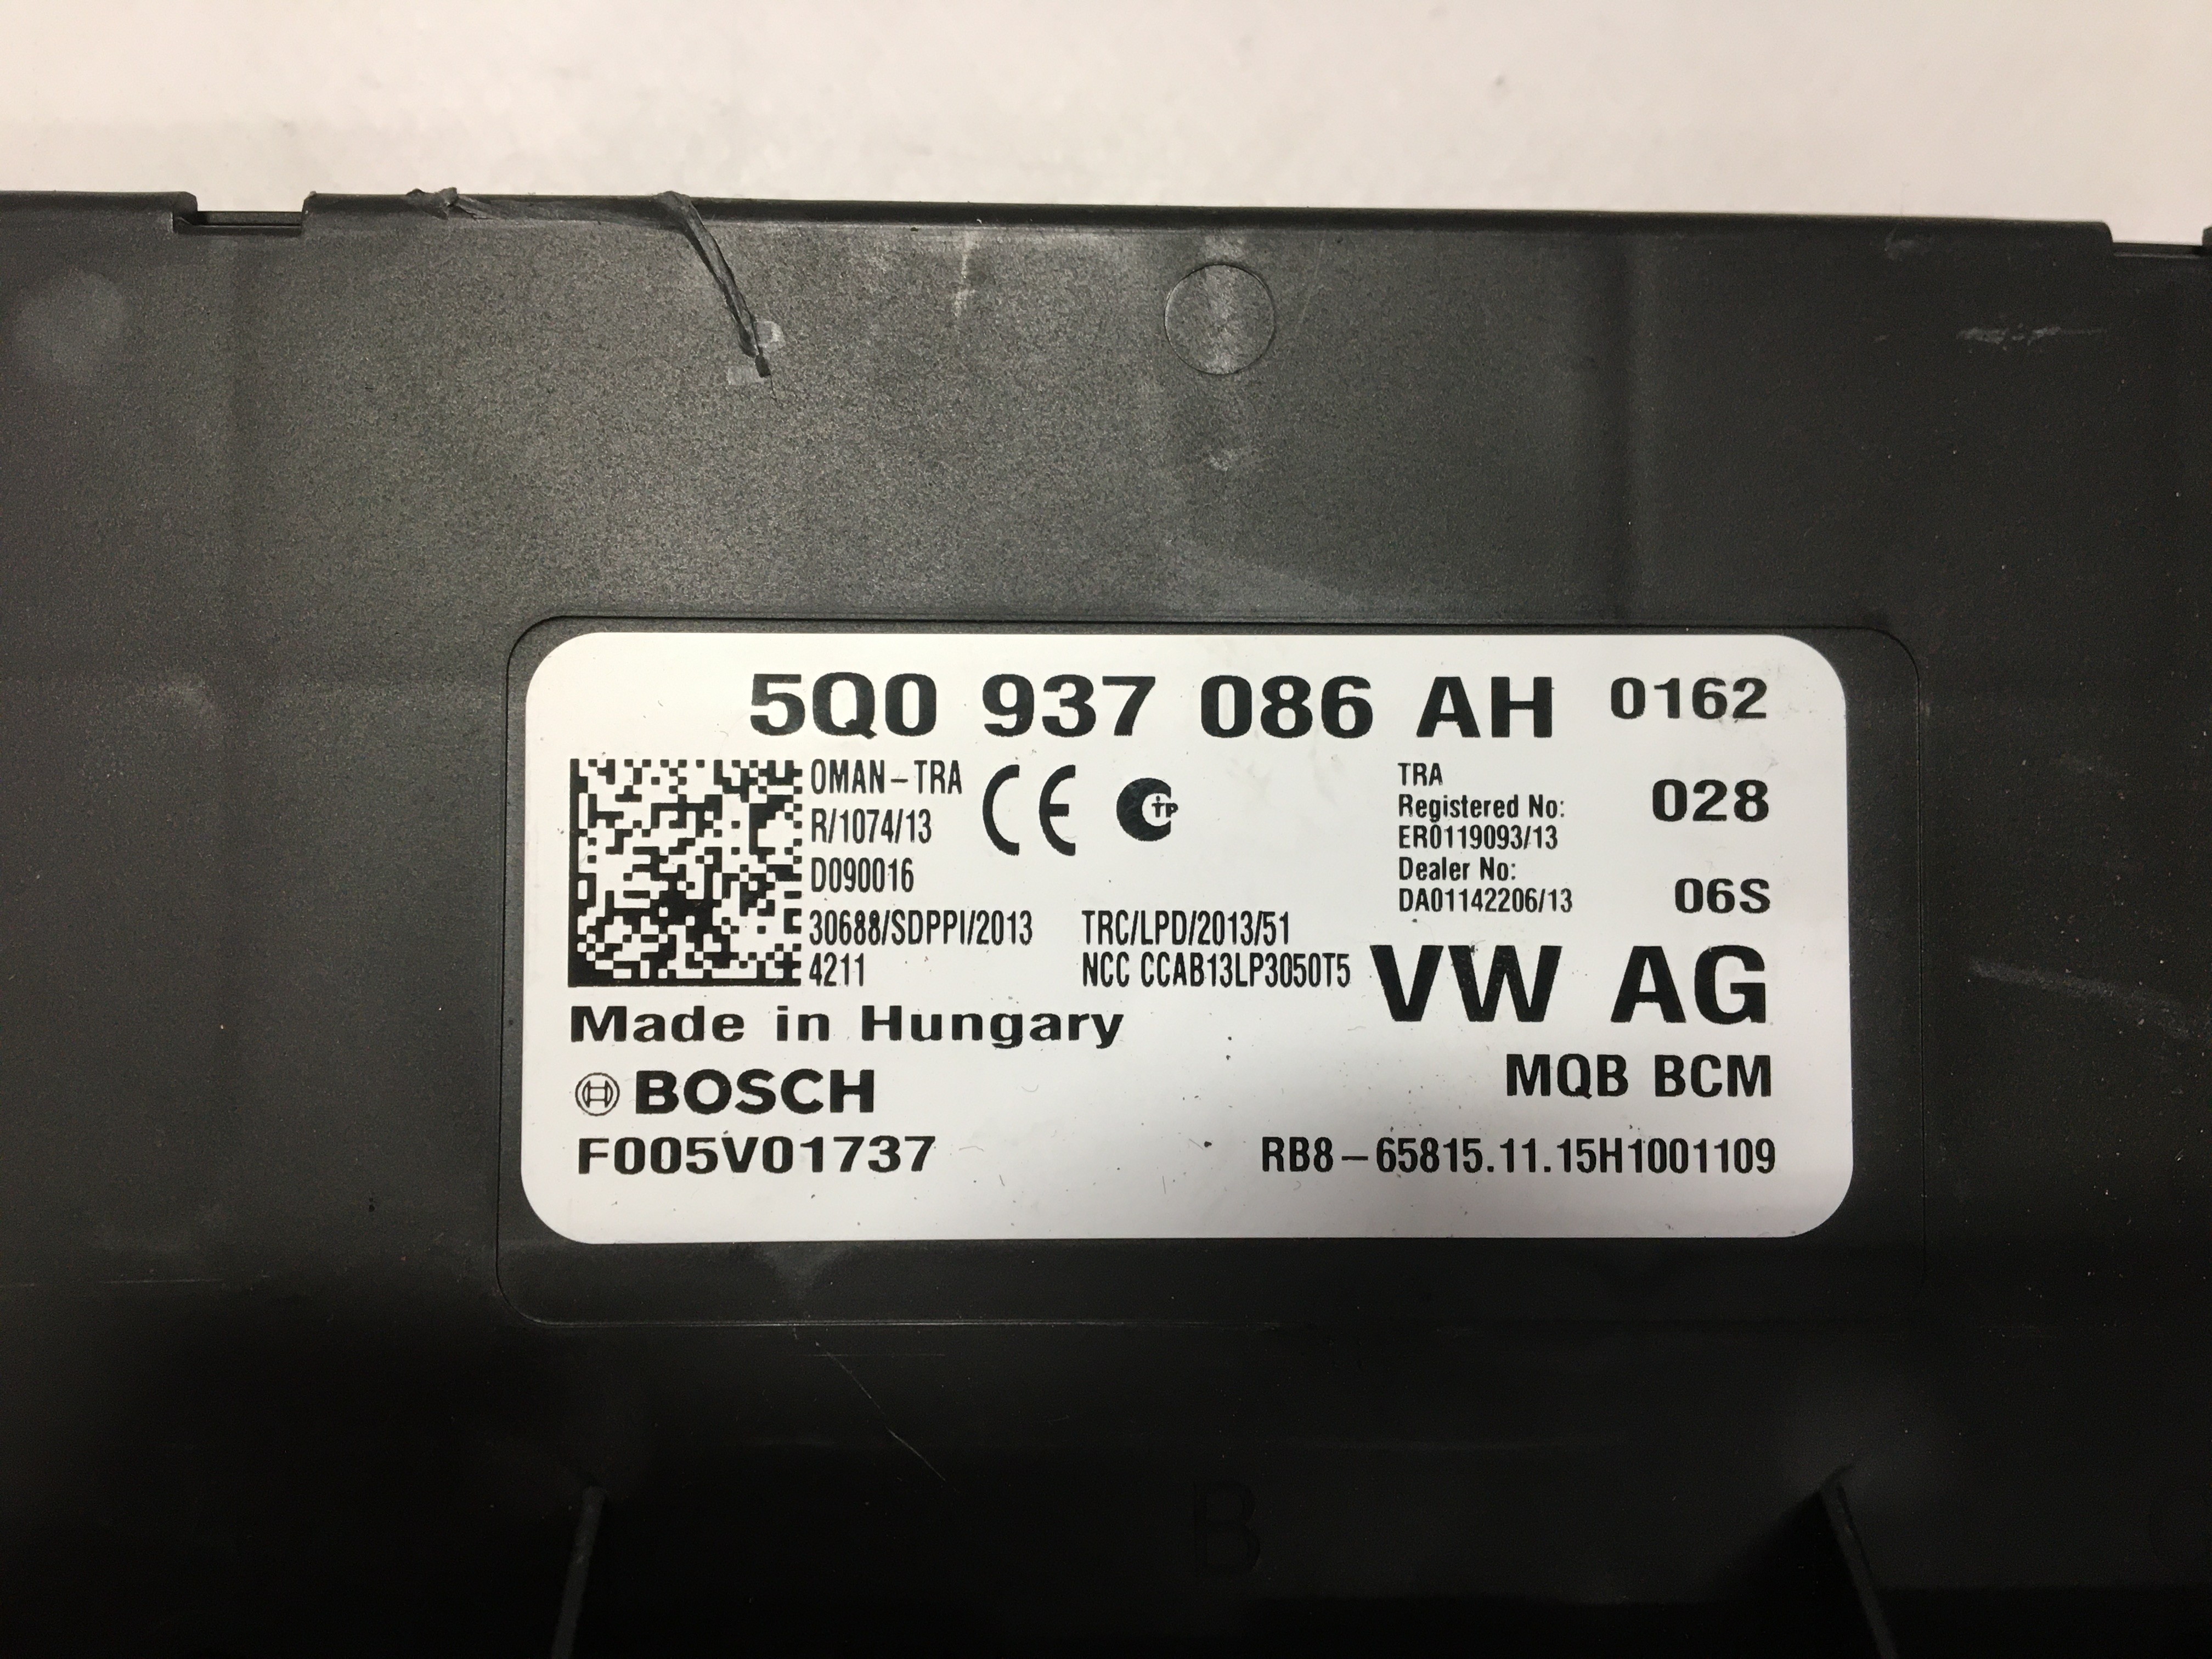 5Q0 937 086 AH 0162
OMAN-TRA
R/1074/13
D090016
30688/SDPPI/2013
4211
CE
TP
TRC/LPD/2013/51
NCC CCAB13LP3050T5
TRA
Registered No:
ER0119093/13
Dealer No:
DA01142206/13
028
06S
VW AG
Made in Hungary
MQB BCM
BOSCH
F005V01737
RB8-65815.11.15H1001109
B